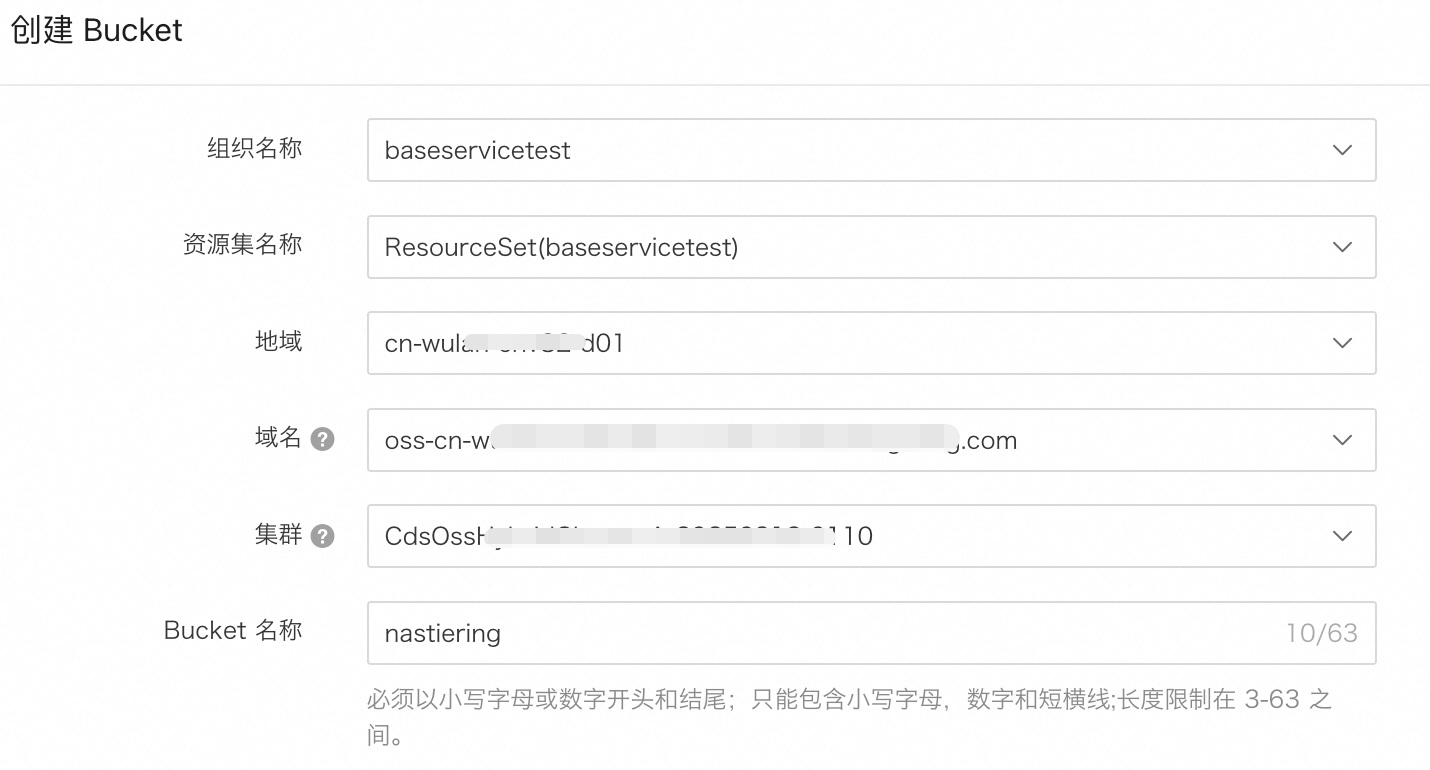 创建 Bucket
组织名称 baseservicetest
资源集名称 ResourceSet(baseservicetest)
地域 cn-wulan d01
域名 ? oss-cn-w .com
集群 ? CdsOss 110
Bucket 名称 nastiering 10/63
必须以小写字母或数字开头和结尾；只能包含小写字母，数字和短横线;长度限制在 3-63 之
间。